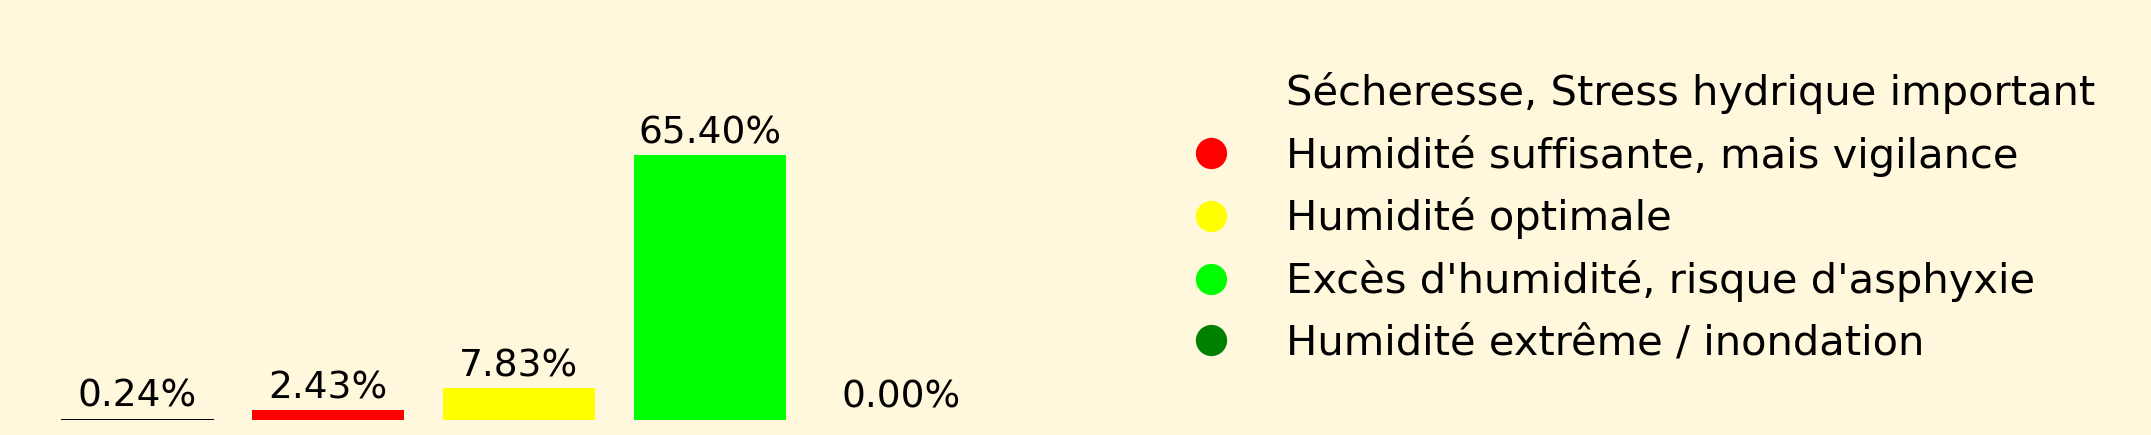 65.40%
7.83%
2.43%
0.24%
0.00%
Sécheresse, Stress hydrique important
Humidité suffisante, mais vigilance
Humidité optimale
Excès d'humidité, risque d'asphyxie
Humidité extrême / inondation